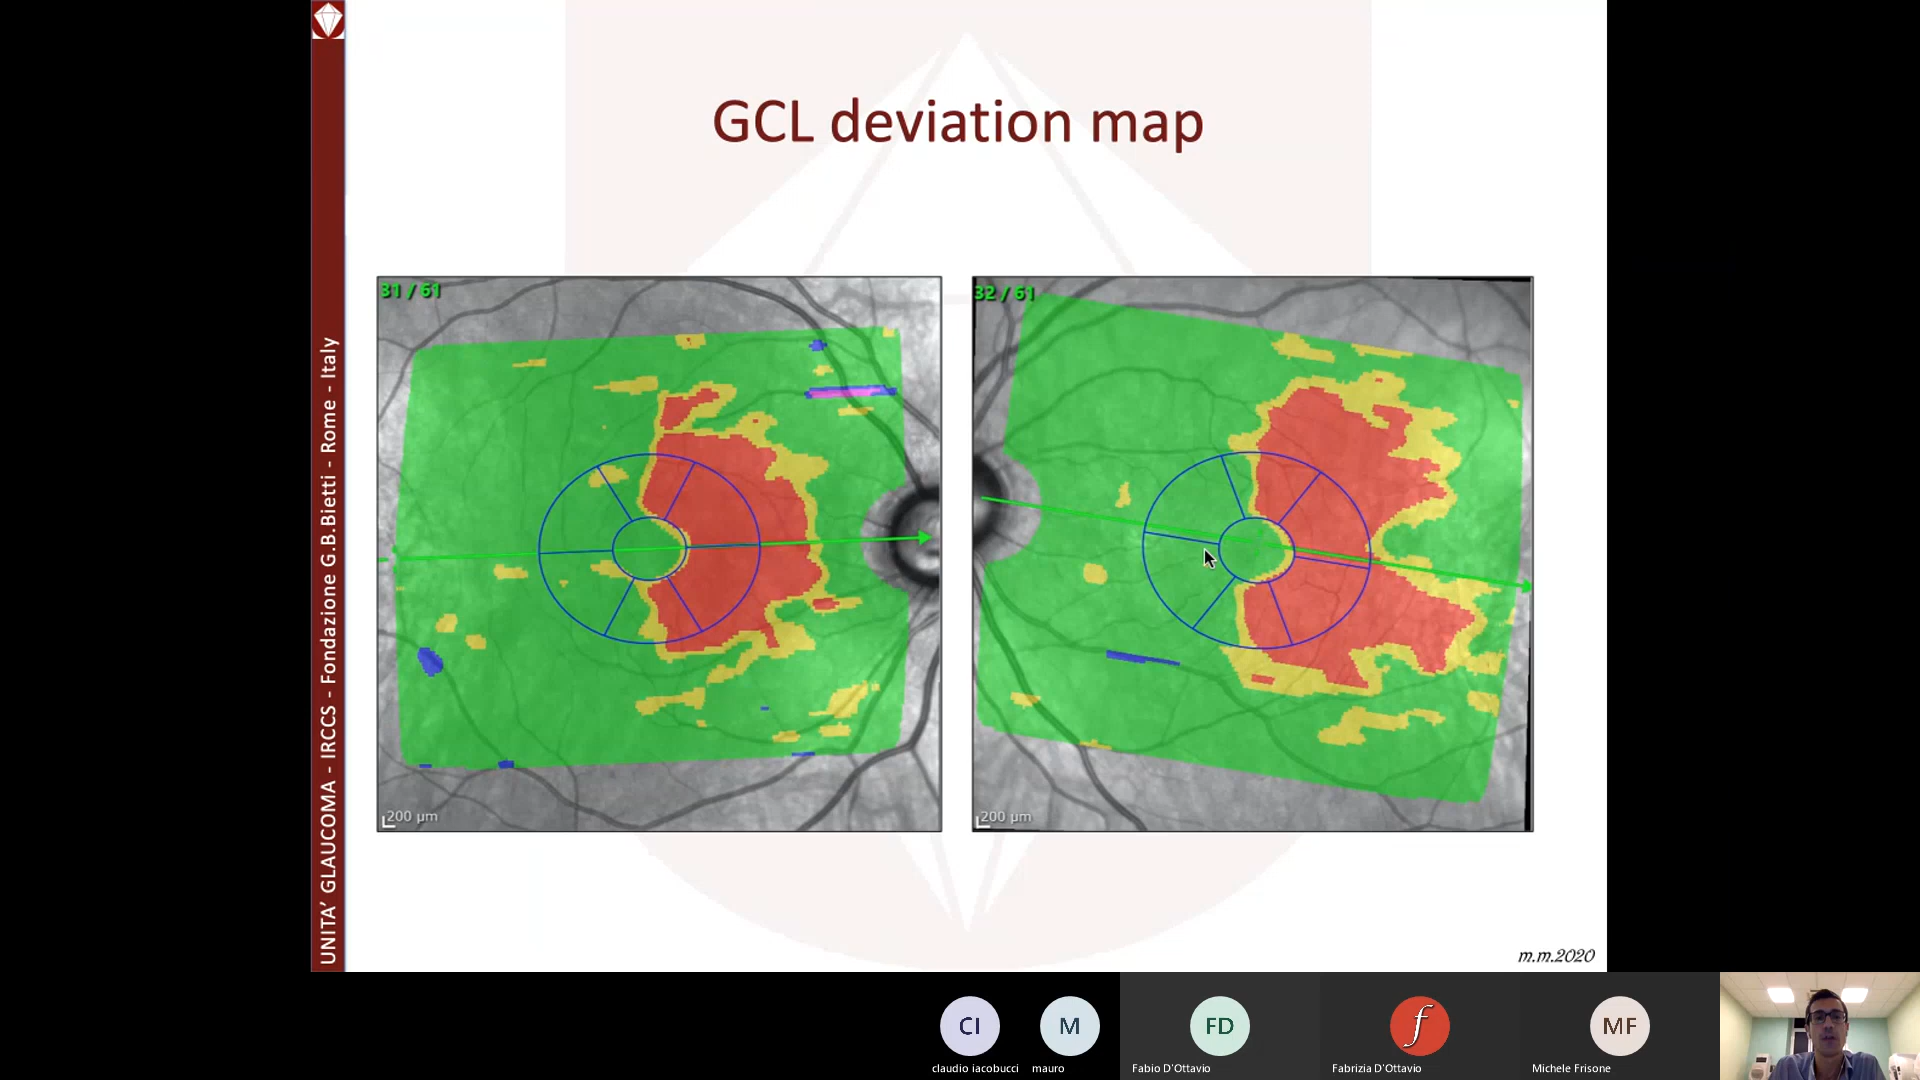 GCL deviation map
31 / 61
32 / 61
200 µm
200 µm
UNITA’ GLAUCOMA - IRCCS - Fondazione G.B.Bietti - Rome - Italy
m.m.2020
CI
M
FD
f
MF
claudio iacobucci
mauro
Fabio D'Ottavio
Fabrizia D'Ottavio
Michele Frisone